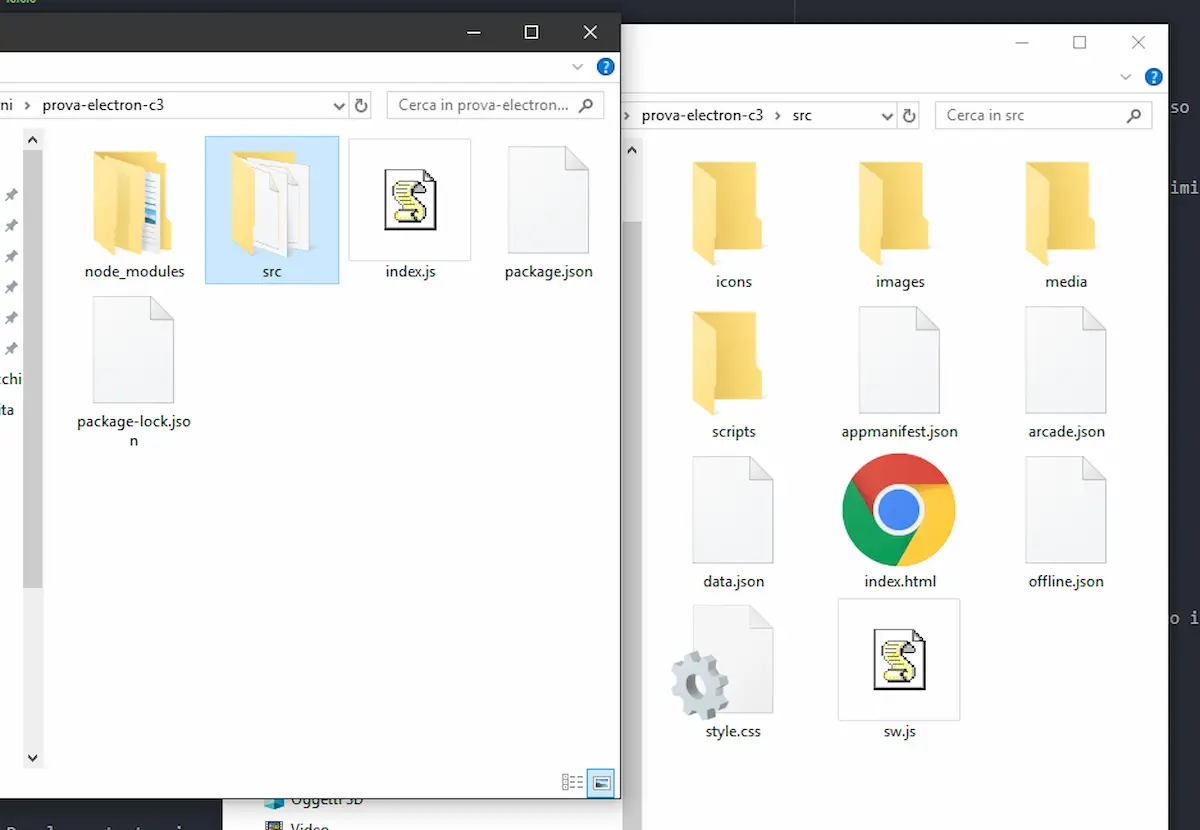 ni › prova-electron-c3
Cerca in prova-electron...
node_modules
src
index.js
package.json
package-lock.jso
n
chi
ita
prova-electron-c3 › src
Cerca in src
icons
images
media
scripts
appmanifest.json
arcade.json
data.json
index.html
offline.json
style.css
sw.js
so
imi
o i
Oggetti 3D
Video